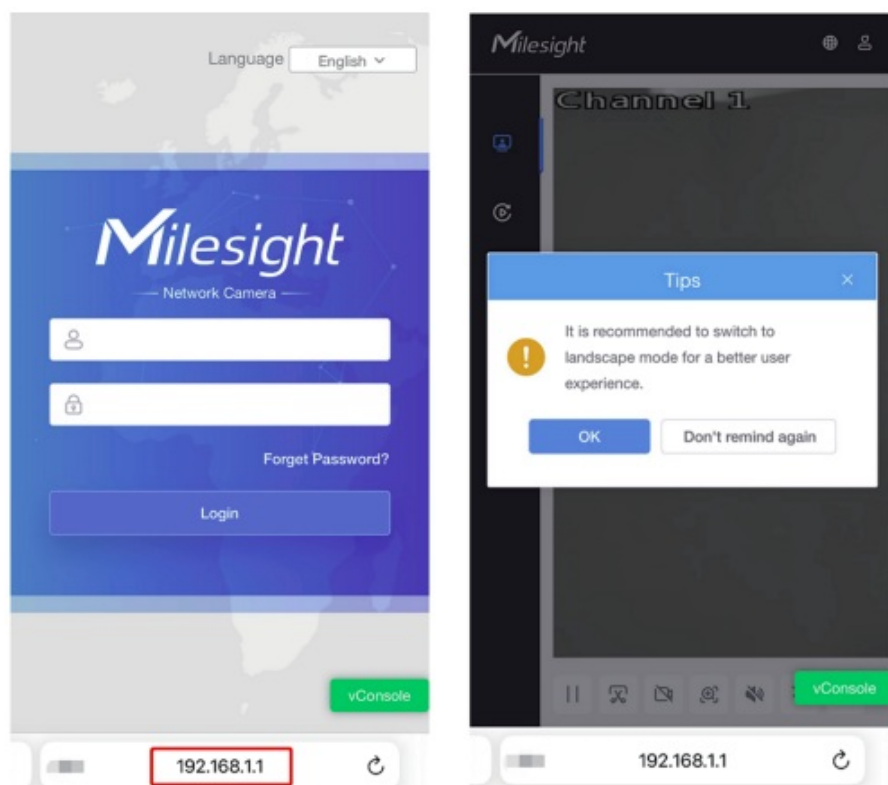 Language English
Milesight
Network Camera
Forget Password?
Login
vConsole
192.168.1.1
Milesight
Channel 1
Tips
It is recommended to switch to
landscape mode for a better user
experience.
OK Don't remind again
vConsole
192.168.1.1